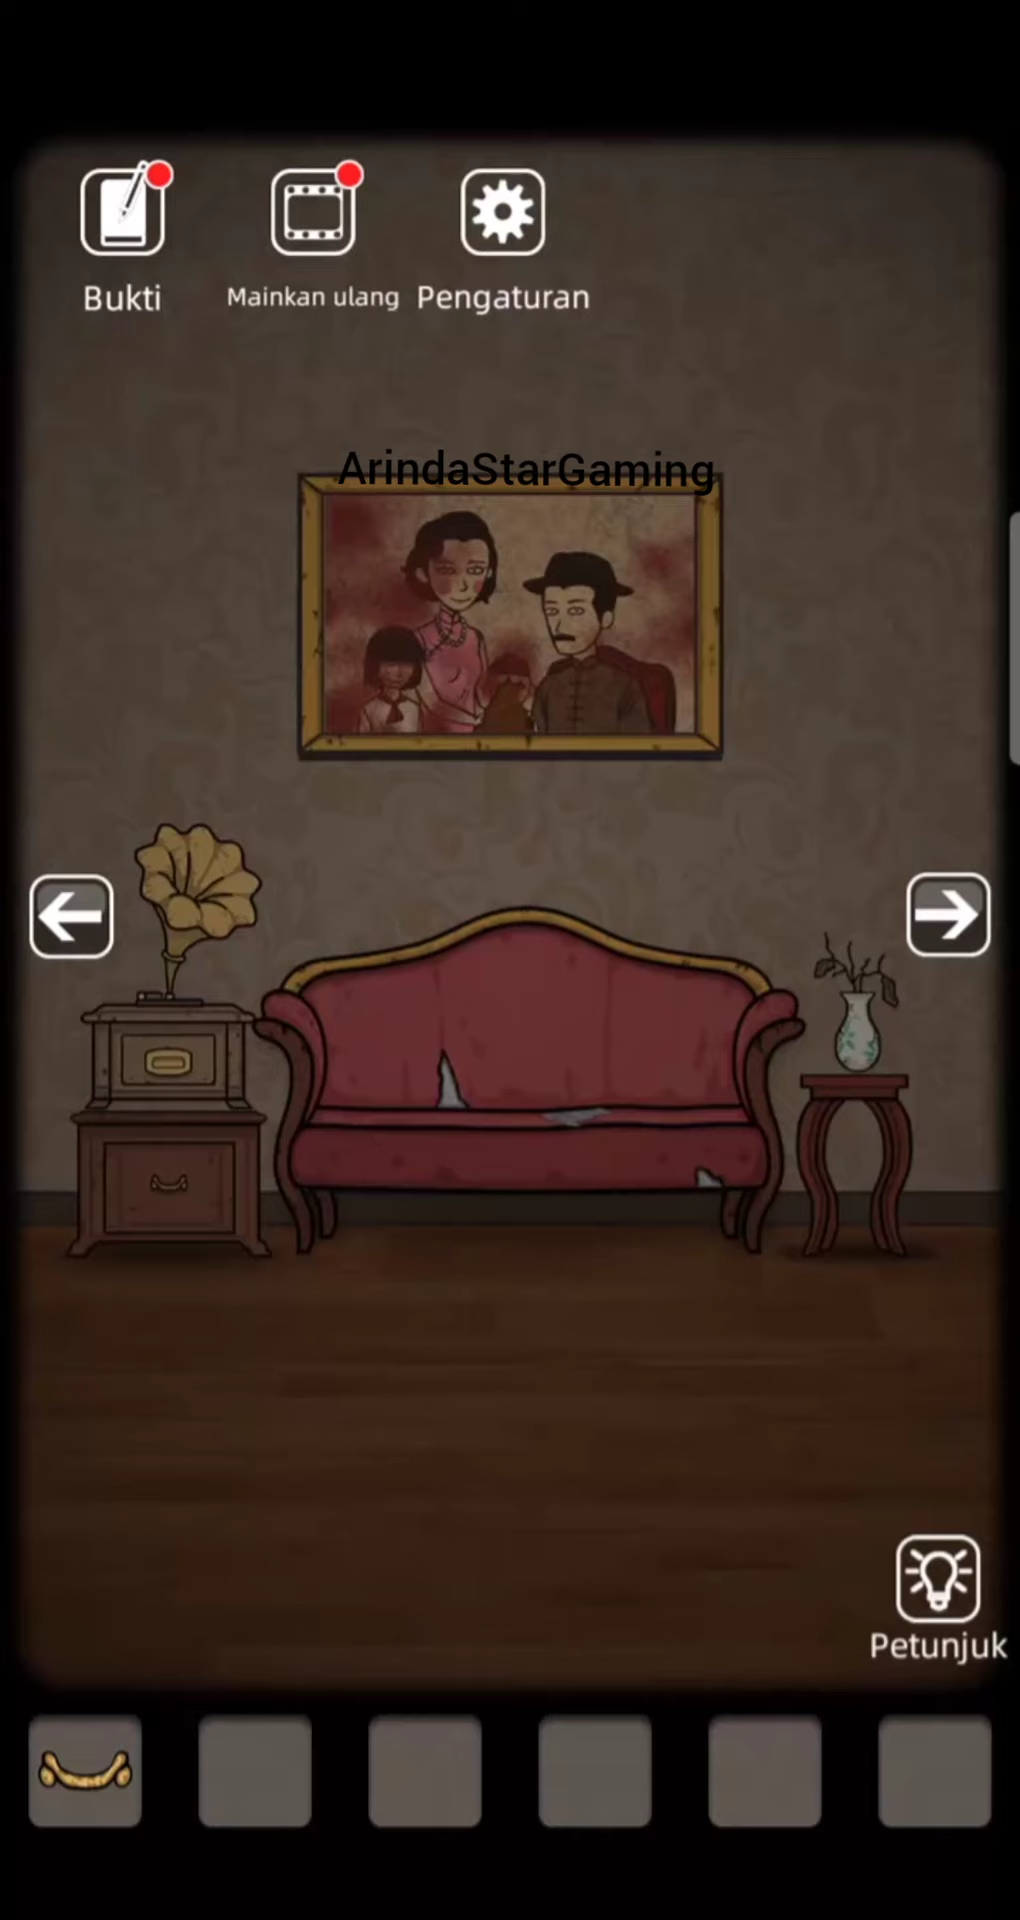 Bukti
Mainkan ulang
Pengaturan
ArindaStarGaming
Petunjuk